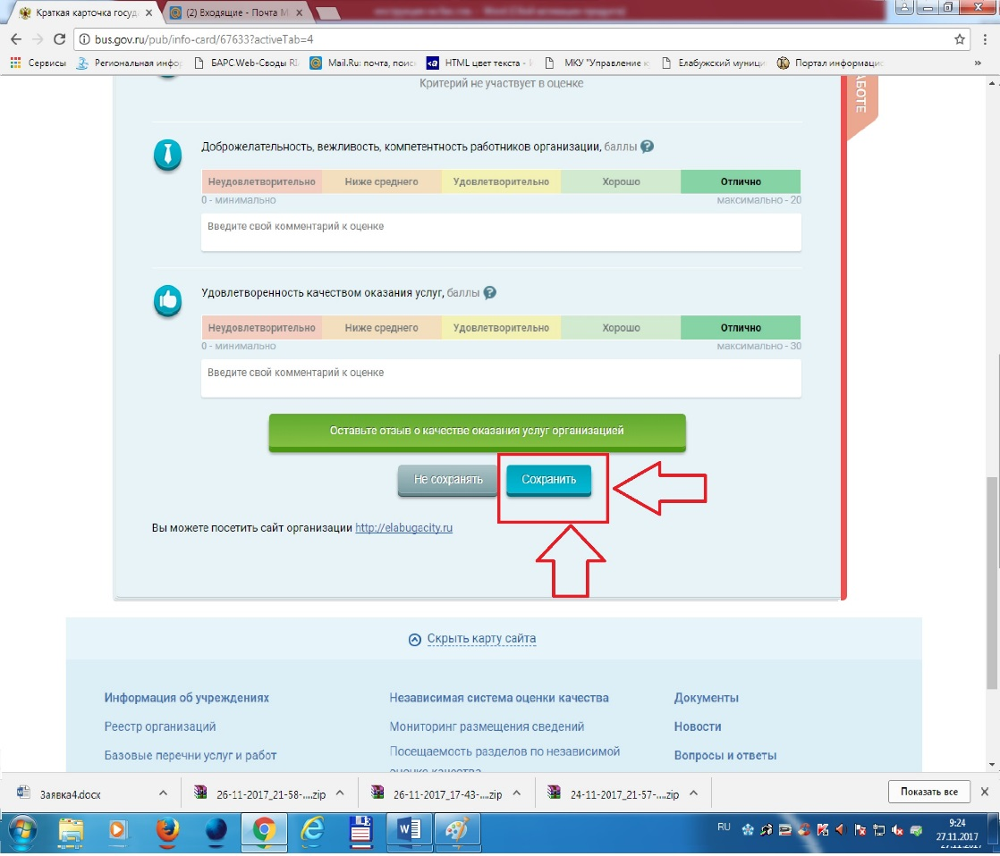 Краткая карточка госуд
(2) Входящие - Почта M
bus.gov.ru/pub/info-card/67633?activeTab=4
Сервисы
Региональная инфор
БАРС.Web-Своды
Mail.Ru: почта, поиск
HTML цвет текста -
МКУ "Управление
Елабужский муници
Портал информацис
»
АБОТЕ
Критерий не участвует в оценке
Доброжелательность, вежливость, компетентность работников организации, баллы ?
Неудовлетворительно Ниже среднего Удовлетворительно Хорошо Отлично
0 - минимально максимально - 20
Введите свой комментарий к оценке
Удовлетворенность качеством оказания услуг, баллы ?
Неудовлетворительно Ниже среднего Удовлетворительно Хорошо Отлично
0 - минимально максимально - 30
Введите свой комментарий к оценке
Оставьте отзыв о качестве оказания услуг организацией
Не сохранять Сохранить
Вы можете посетить сайт организации http://elabugacity.ru
Скрыть карту сайта
Информация об учреждениях
Реестр организаций
Базовые перечни услуг и работ
Независимая система оценки качества
Мониторинг размещения сведений
Посещаемость разделов по независимой
оценке качества
Документы
Новости
Вопросы и ответы
Заявка4.docx
26-11-2017_21-58-....zip
26-11-2017_17-43-....zip
24-11-2017_21-57-....zip
Показать все
RU
9:24
27.11.2017